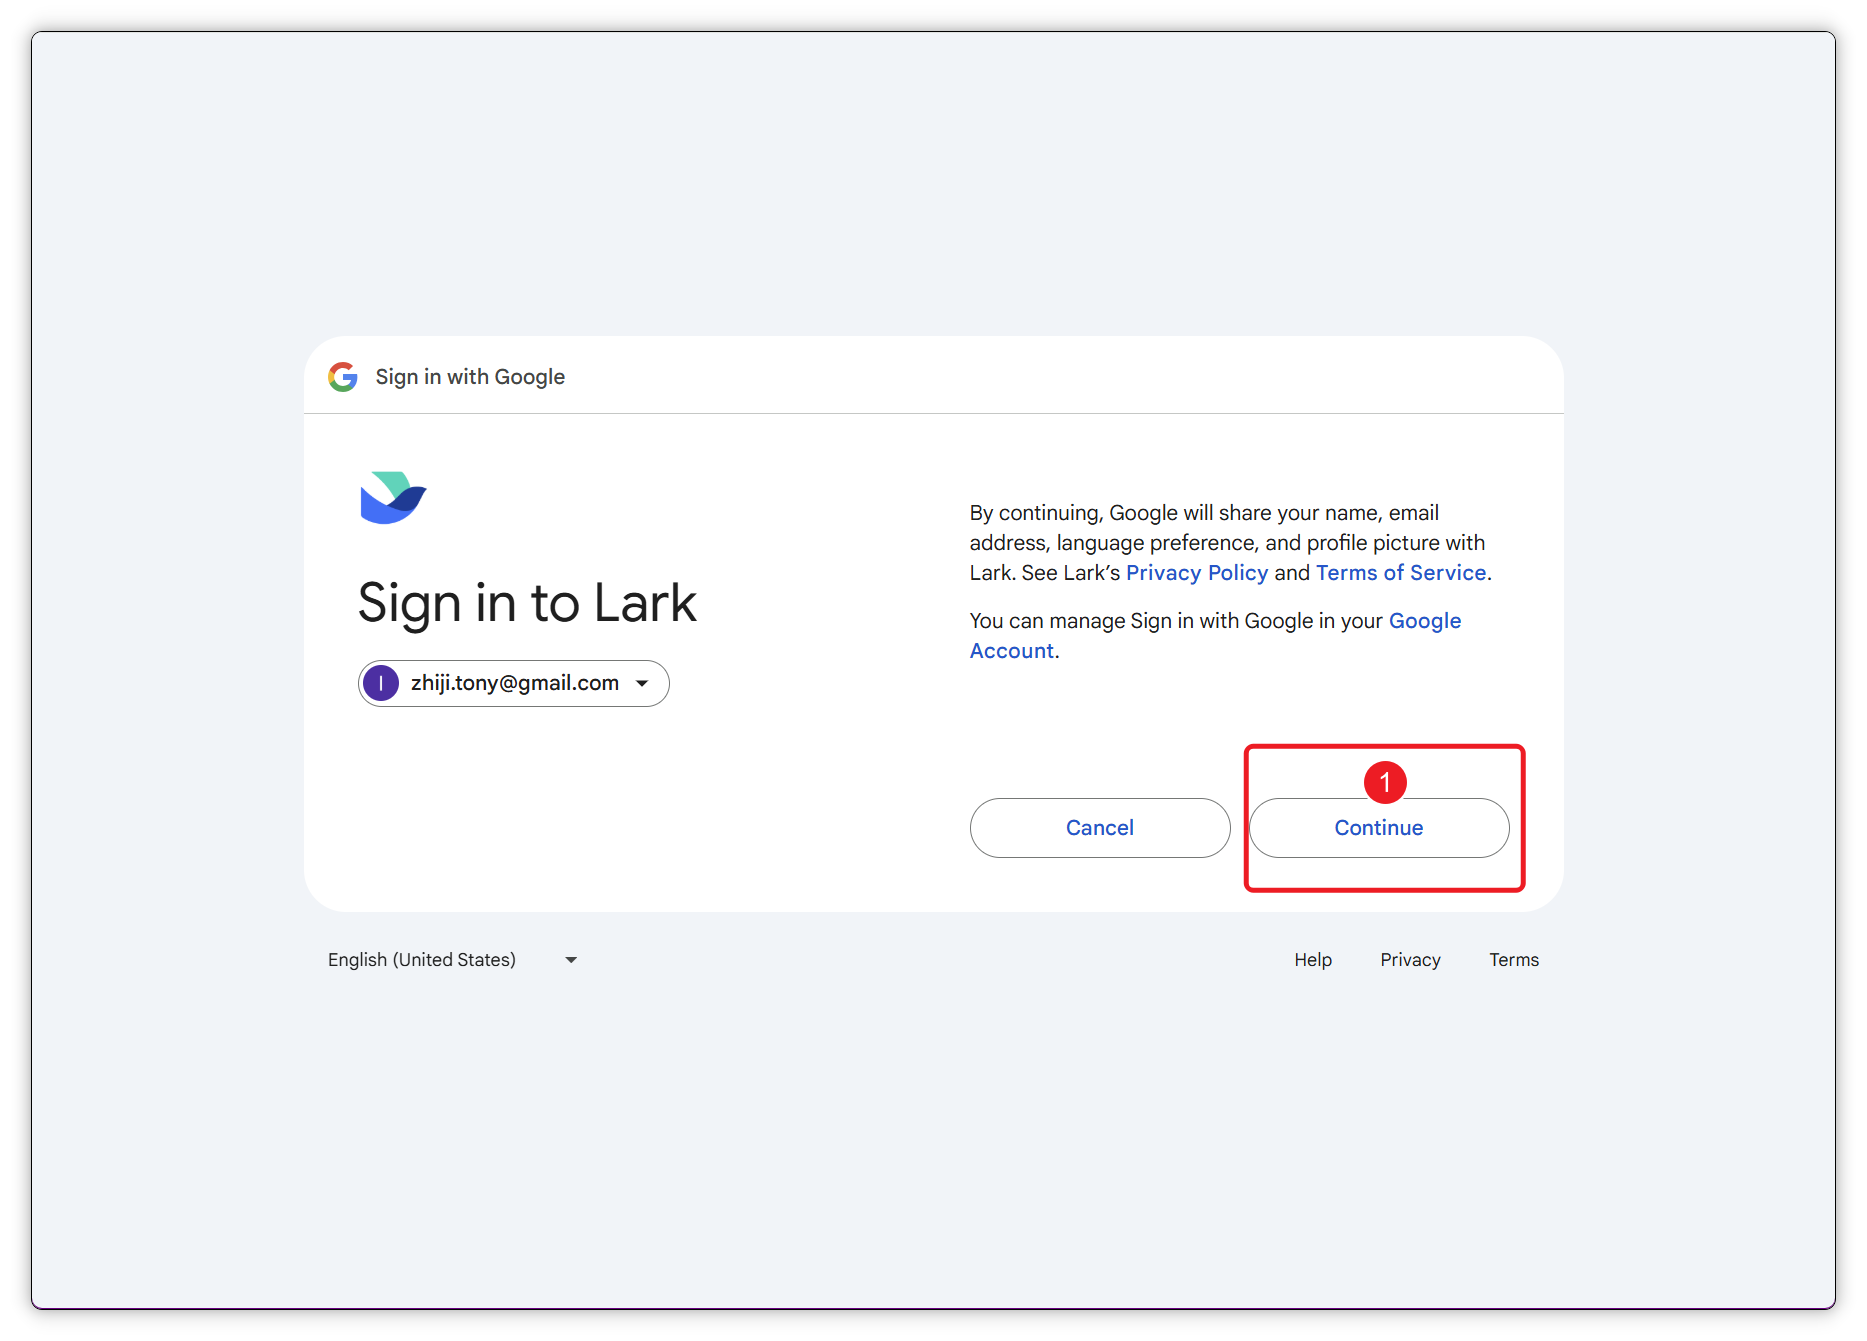 Sign in with Google
Sign in to Lark
I
zhiji.tony@gmail.com
By continuing, Google will share your name, email
address, language preference, and profile picture with
Lark. See Lark’s Privacy Policy and Terms of Service.
You can manage Sign in with Google in your Google
Account.
1
Cancel
Continue
English (United States)
Help
Privacy
Terms